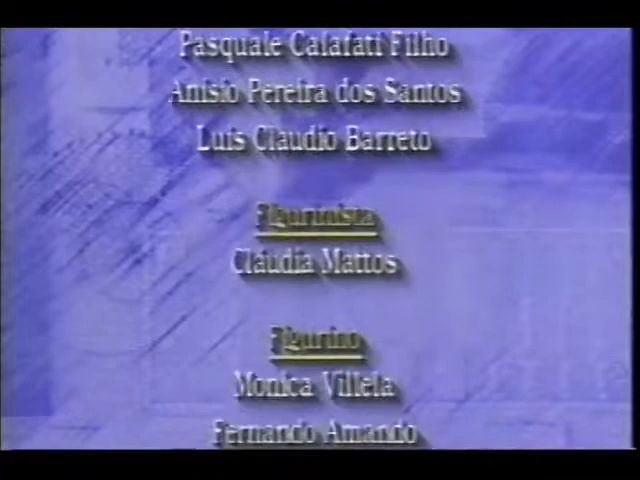 Pasquale Calafati Filho
Anisio Pereira dos Santos
Luis Claudio Barreto
Figurinista
Claudia Mattos
Figurino
Monica Villela
Fernando Amando